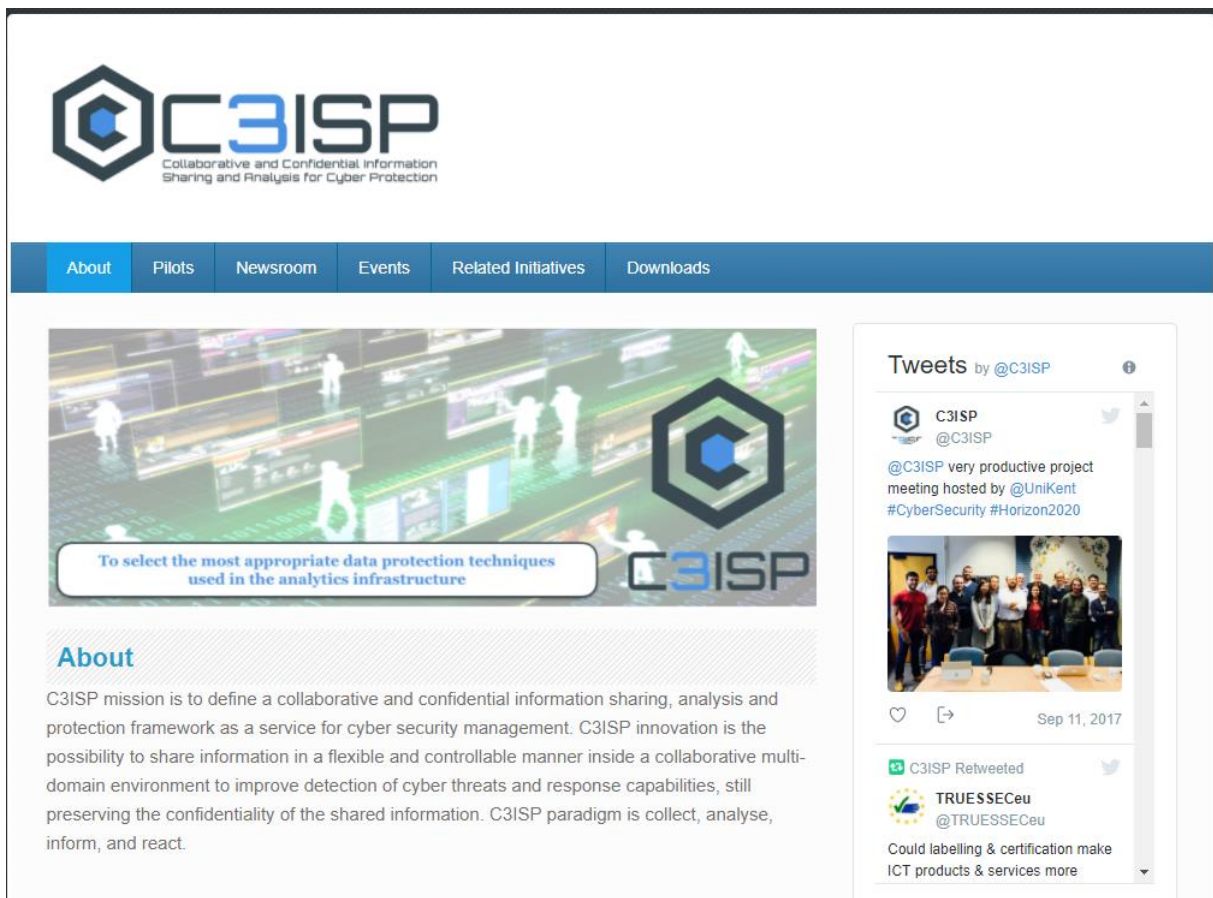 C3ISP
Collaborative and Confidential Information
Sharing and Analysis for Cyber Protection
About
Pilots
Newsroom
Events
Related Initiatives
Downloads
To select the most appropriate data protection techniques
used in the analytics infrastructure
C3ISP
About
C3ISP mission is to define a collaborative and confidential information sharing, analysis and
protection framework as a service for cyber security management. C3ISP innovation is the
possibility to share information in a flexible and controllable manner inside a collaborative multi-
domain environment to improve detection of cyber threats and response capabilities, still
preserving the confidentiality of the shared information. C3ISP paradigm is collect, analyse,
inform, and react.
Tweets by @C3ISP
C3ISP
@C3ISP
@C3ISP very productive project
meeting hosted by @UniKent
#CyberSecurity #Horizon2020
Sep 11, 2017
C3ISP Retweeted
TRUESSECeu
@TRUESSECeu
Could labelling & certification make
ICT products & services more